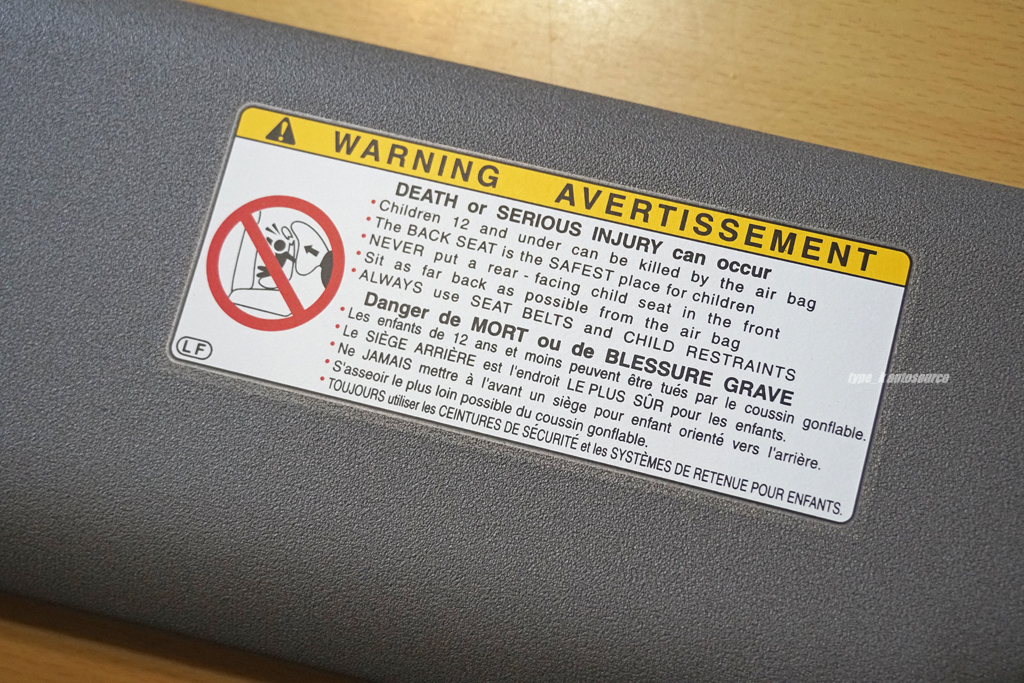 WARNING AVERTISSEMENT
DEATH or SERIOUS INJURY can occur
• Children 12 and under can be killed by the air bag
• The BACK SEAT is the SAFEST place for children
• NEVER put a rear - facing child seat in the front
• Sit as far back as possible from the air bag
• ALWAYS use SEAT BELTS and CHILD RESTRAINTS
Danger de MORT ou de BLESSURE GRAVE
• Les enfants de 12 ans et moins peuvent être tués par le coussin gonflable.
• Le SIÈGE ARRIÈRE est l'endroit LE PLUS SÛR pour les enfants.
• Ne JAMAIS mettre à l'avant un siège pour enfant orienté vers l'arrière.
• S'asseoir le plus loin possible du coussin gonflable.
• TOUJOURS utiliser les CEINTURES DE SÉCURITÉ et les SYSTÈMES DE RETENUE POUR ENFANTS.
LF